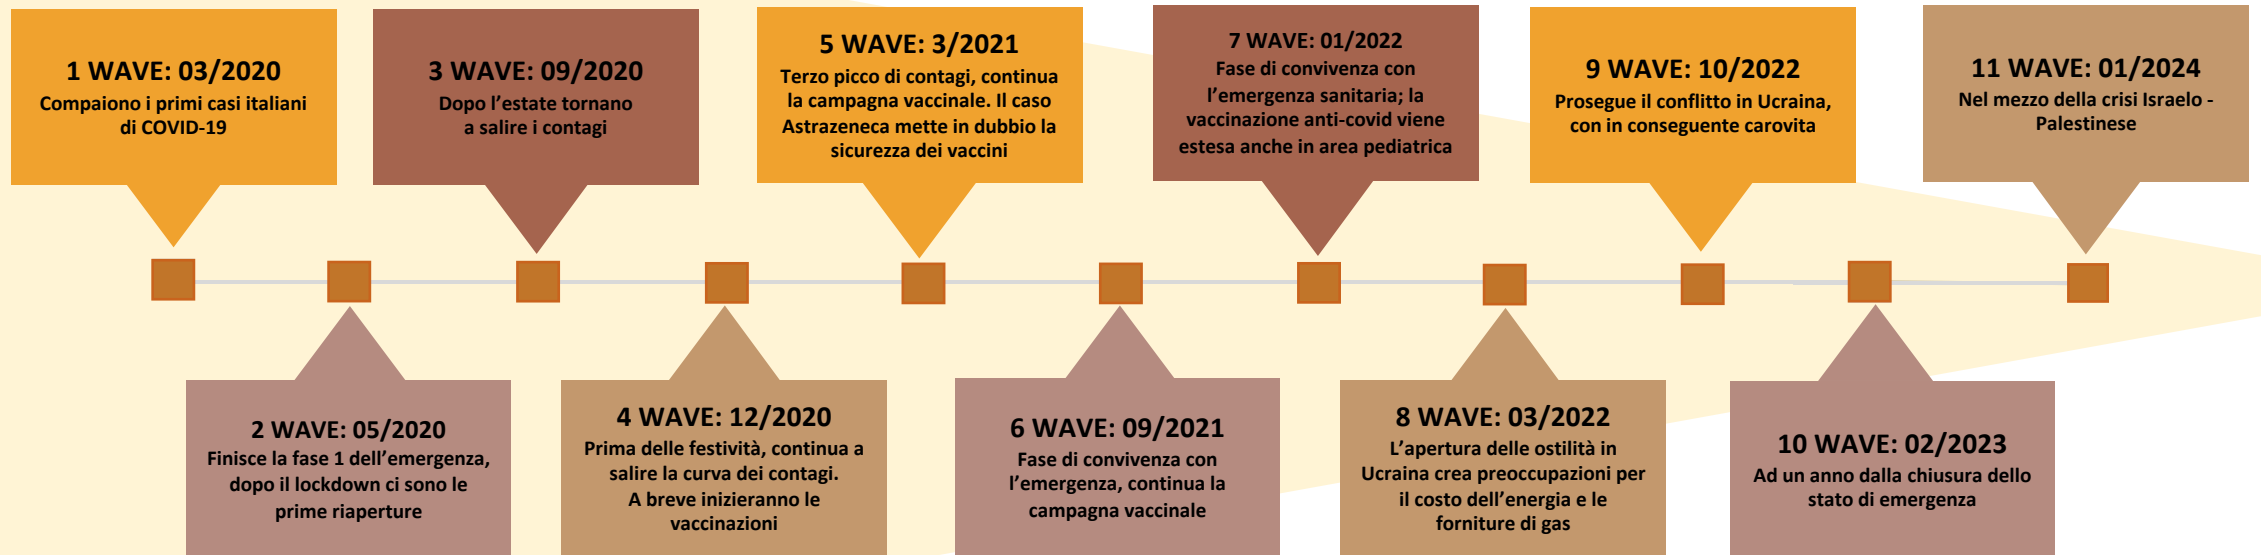 1 WAVE: 03/2020
Compaiono i primi casi italiani
di COVID-19
2 WAVE: 05/2020
Finisce la fase 1 dell’emergenza,
dopo il lockdown ci sono le
prime riaperture
3 WAVE: 09/2020
Dopo l’estate tornano
a salire i contagi
4 WAVE: 12/2020
Prima delle festività, continua a
salire la curva dei contagi.
A breve inizieranno le
vaccinazioni
5 WAVE: 3/2021
Terzo picco di contagi, continua
la campagna vaccinale. Il caso
Astrazeneca mette in dubbio la
sicurezza dei vaccini
6 WAVE: 09/2021
Fase di convivenza con
l’emergenza, continua la
campagna vaccinale
7 WAVE: 01/2022
Fase di convivenza con
l’emergenza sanitaria; la
vaccinazione anti-covid viene
estesa anche in area pediatrica
8 WAVE: 03/2022
L’apertura delle ostilità in
Ucraina crea preoccupazioni per
il costo dell’energia e le
forniture di gas
9 WAVE: 10/2022
Prosegue il conflitto in Ucraina,
con in conseguente carovita
10 WAVE: 02/2023
Ad un anno dalla chiusura dello
stato di emergenza
11 WAVE: 01/2024
Nel mezzo della crisi Israelo -
Palestinese